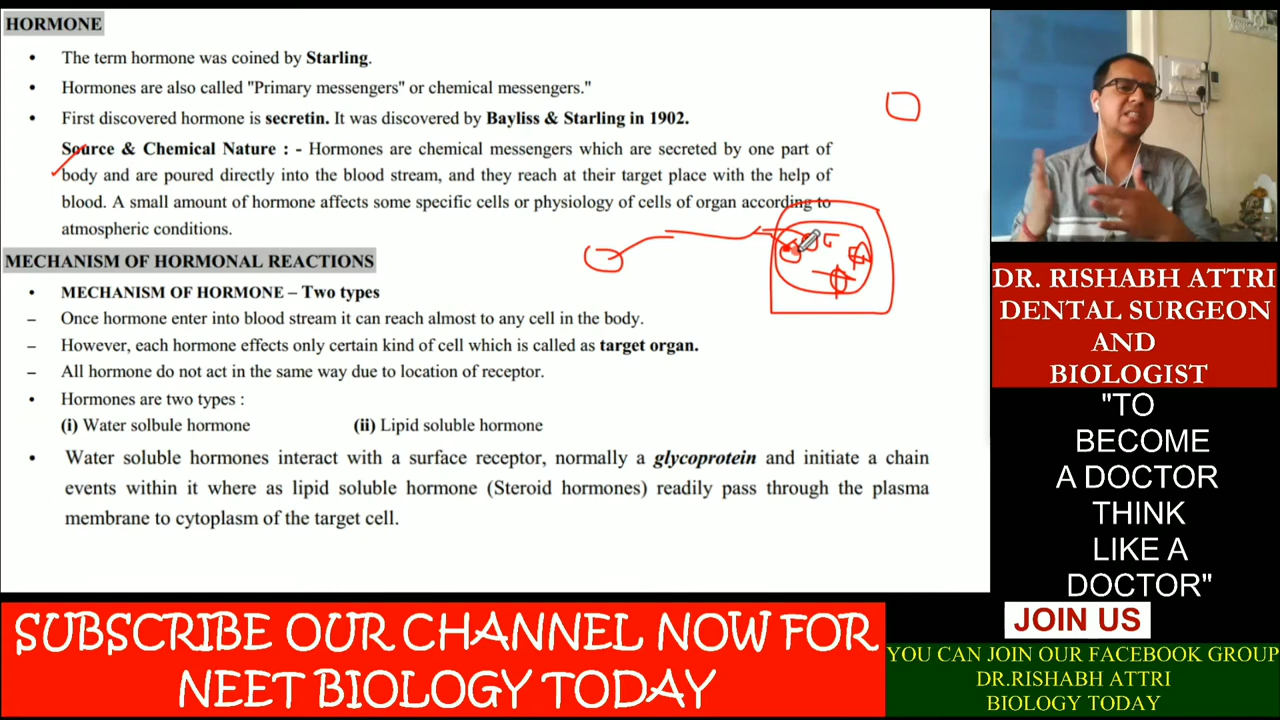 HORMONE
• The term hormone was coined by Starling.
• Hormones are also called "Primary messengers" or chemical messengers."
• First discovered hormone is secretin. It was discovered by Bayliss & Starling in 1902.
Source & Chemical Nature : - Hormones are chemical messengers which are secreted by one part of
body and are poured directly into the blood stream, and they reach at their target place with the help of
blood. A small amount of hormone affects some specific cells or physiology of cells of organ according to
atmospheric conditions.
MECHANISM OF HORMONAL REACTIONS
• MECHANISM OF HORMONE – Two types
– Once hormone enter into blood stream it can reach almost to any cell in the body.
– However, each hormone effects only certain kind of cell which is called as target organ.
– All hormone do not act in the same way due to location of receptor.
• Hormones are two types :
(i) Water solbule hormone (ii) Lipid soluble hormone
• Water soluble hormones interact with a surface receptor, normally a glycoprotein and initiate a chain
events within it where as lipid soluble hormone (Steroid hormones) readily pass through the plasma
membrane to cytoplasm of the target cell.
DR. RISHABH ATTRI
DENTAL SURGEON
AND
BIOLOGIST
"TO
BECOME
A DOCTOR
THINK
LIKE A
DOCTOR"
JOIN US
SUBSCRIBE OUR CHANNEL NOW FOR
NEET BIOLOGY TODAY
YOU CAN JOIN OUR FACEBOOK GROUP
DR.RISHABH ATTRI
BIOLOGY TODAY